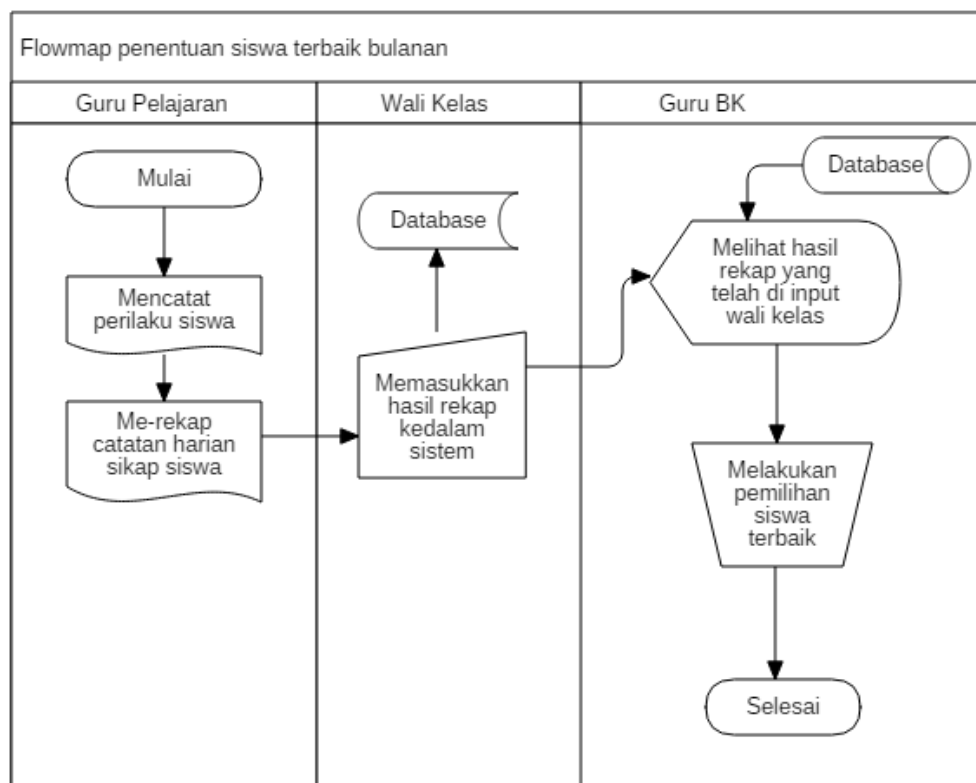 Flowmap penentuan siswa terbaik bulanan
Guru Pelajaran
Wali Kelas
Guru BK
Mulai
Mencatat
perilaku siswa
Me-rekap
catatan harian
sikap siswa
Database
Memasukkan
hasil rekap
kedalam
sistem
Database
Melihat hasil
rekap yang
telah di input
wali kelas
Melakukan
pemilihan
siswa
terbaik
Selesai